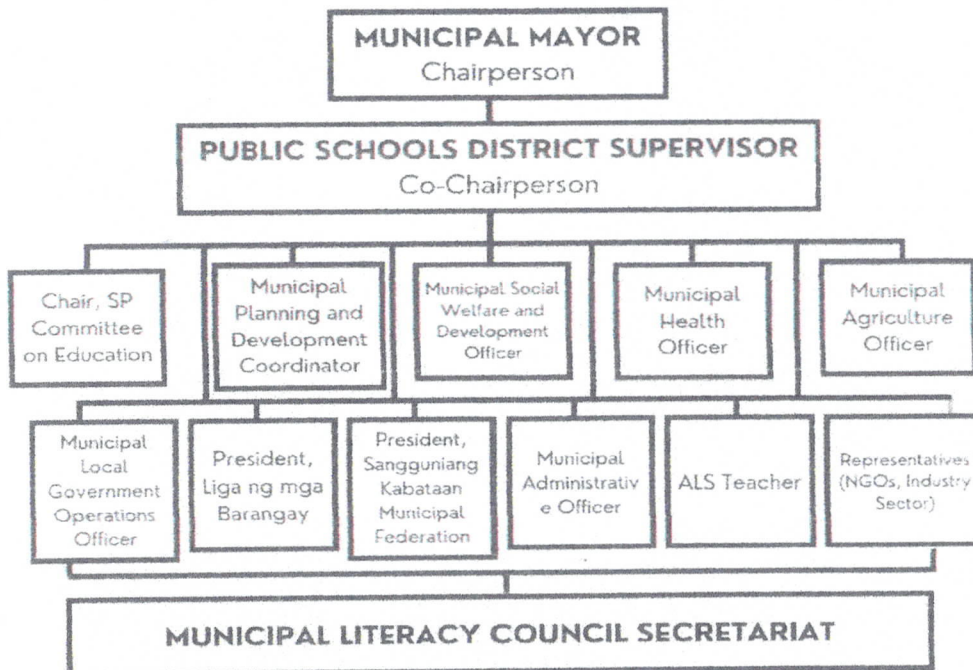 MUNICIPAL MAYOR
Chairperson
PUBLIC SCHOOLS DISTRICT SUPERVISOR
Co-Chairperson
Chair, SP
Committee
on Education
Municipal
Planning and
Development
Coordinator
Municipal Social
Welfare and
Development
Officer
Municipal
Health
Officer
Municipal
Agriculture
Officer
Municipal
Local
Government
Operations
Officer
President,
Liga ng mga
Barangay
President,
Sangguniang
Kabataan
Municipal
Federation
Municipal
Administrativ
e Officer
ALS Teacher
Representatives
(NGOs, Industry
Sector)
MUNICIPAL LITERACY COUNCIL SECRETARIAT